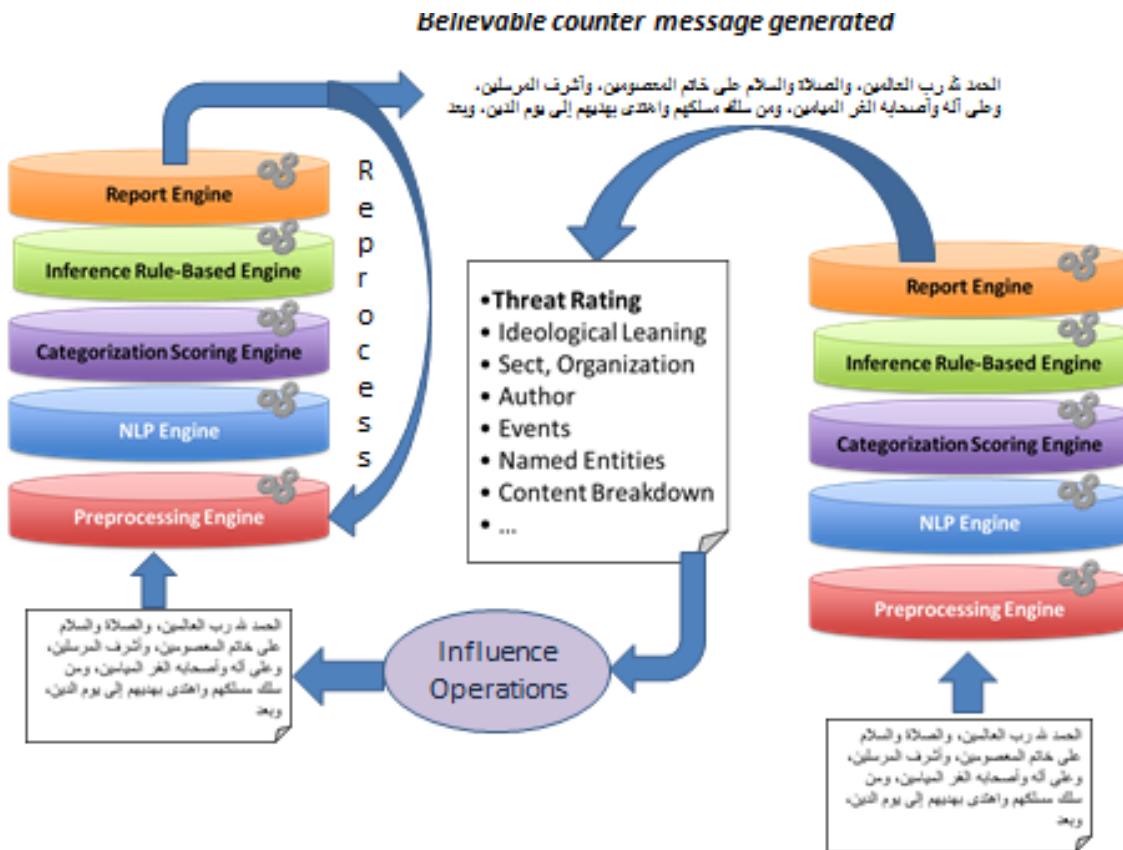 Believable counter message generated
الحمد لله رب العالمين، والصلاة والسلام على خاتم المعصومين، وأشرف المرسلين،
وعلى آله وأصحابه الغر الميامين، ومن سلك مسلكهم واهتدى بهديهم إلى يوم الدين، وبعد
Report Engine
Inference Rule-Based Engine
Categorization Scoring Engine
NLP Engine
Preprocessing Engine
R
e
p
r
o
c
e
s
s
•Threat Rating
• Ideological Leaning
• Sect, Organization
• Author
• Events
• Named Entities
• Content Breakdown
• ...
Report Engine
Inference Rule-Based Engine
Categorization Scoring Engine
NLP Engine
Preprocessing Engine
Influence
Operations
الحمد لله رب العالمين، والصلاة والسلام
على خاتم المعصومين، وأشرف المرسلين،
وعلى آله وأصحابه الغر الميامين، ومن
سلك مسلكهم واهتدى بهديهم إلى يوم الدين،
وبعد
الحمد لله رب العالمين، والصلاة والسلام
على خاتم المعصومين، وأشرف المرسلين،
وعلى آله وأصحابه الغر الميامين، ومن
سلك مسلكهم واهتدى بهديهم إلى يوم الدين،
وبعد